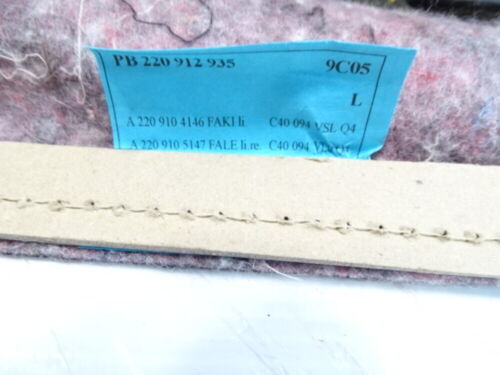 PB 220 912 935 9C05
L
A 220 910 4146 FAKI li. C40 094 VSL Q4
A 220 910 5147 FALE li.re. C40 094